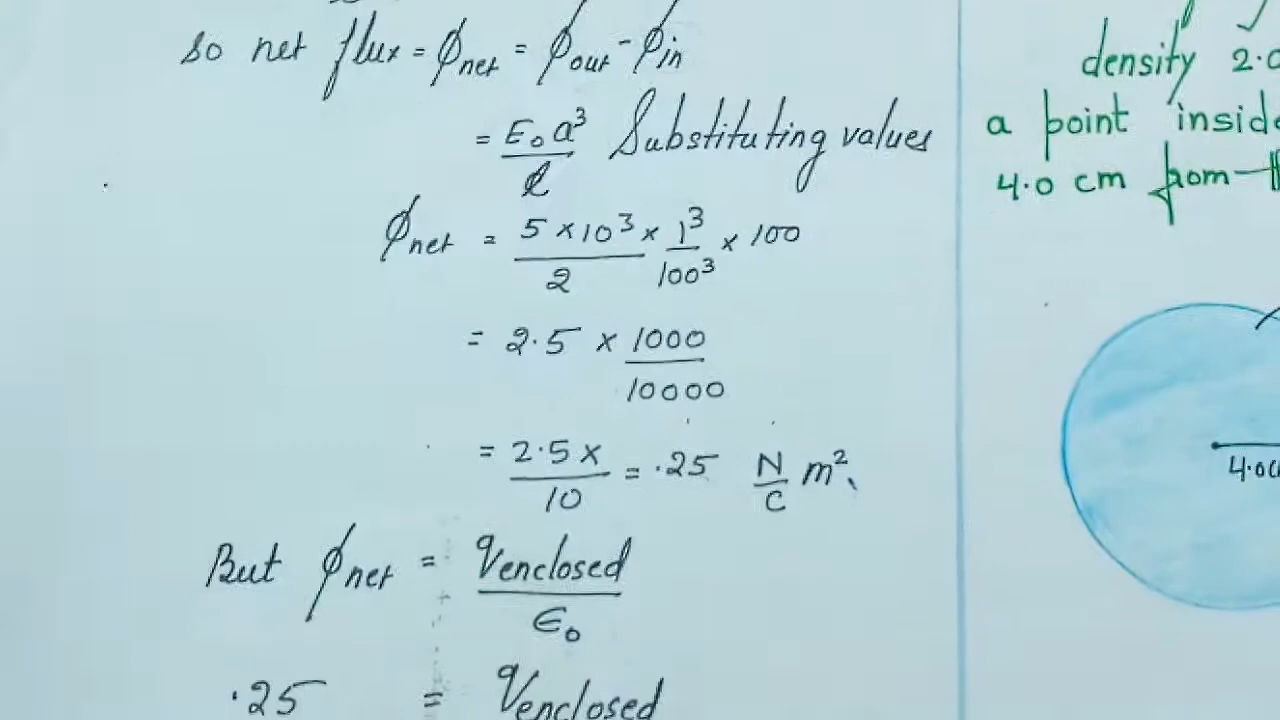 so net flux = ϕnet = ϕout - ϕin
= E₀a³/l Substituting values
ϕnet = 5 × 10³/2 × 1³/100³ × 100
= 2.5 × 1000/10000
= 2.5 ×/10 = .25 N/C m².
But ϕnet = qenclosed/ϵ₀
.25 = qenclosed
density 2.0
a point inside
4.0 cm from
4.0c